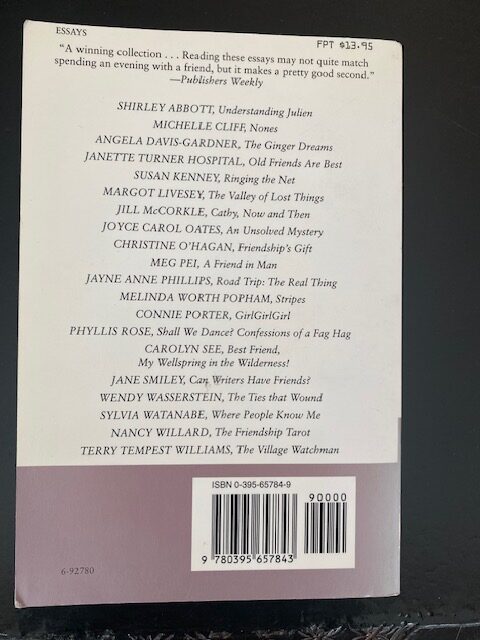 ESSAYS
FPT $13.95
"A winning collection . . . Reading these essays may not quite match
spending an evening with a friend, but it makes a pretty good second."
—Publishers Weekly
SHIRLEY ABBOTT, Understanding Julien
MICHELLE CLIFF, Nones
ANGELA DAVIS-GARDNER, The Ginger Dreams
JANETTE TURNER HOSPITAL, Old Friends Are Best
SUSAN KENNEY, Ringing the Net
MARGOT LIVESEY, The Valley of Lost Things
JILL McCORKLE, Cathy, Now and Then
JOYCE CAROL OATES, An Unsolved Mystery
CHRISTINE O'HAGAN, Friendship's Gift
MEG PEI, A Friend in Man
JAYNE ANNE PHILLIPS, Road Trip: The Real Thing
MELINDA WORTH POPHAM, Stripes
CONNIE PORTER, GirlGirlGirl
PHYLLIS ROSE, Shall We Dance? Confessions of a Fag Hag
CAROLYN SEE, Best Friend,
My Wellspring in the Wilderness!
JANE SMILEY, Can Writers Have Friends?
WENDY WASSERSTEIN, The Ties that Wound
SYLVIA WATANABE, Where People Know Me
NANCY WILLARD, The Friendship Tarot
TERRY TEMPEST WILLIAMS, The Village Watchman
ISBN 0-395-65784-9
90000
9 780395 657843
6-92780